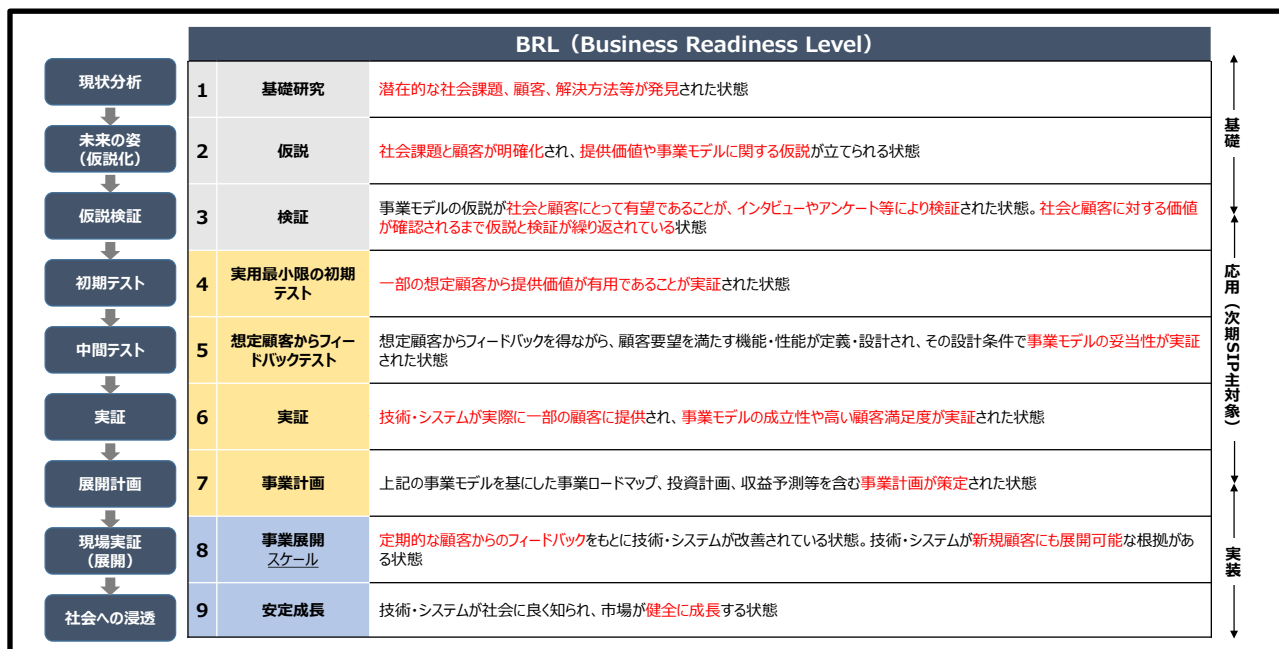 BRL（Business Readiness Level）
現状分析
1
基礎研究
潜在的な社会課題、顧客、解決方法等が発見された状態
未来の姿
（仮説化）
2
仮説
社会課題と顧客が明確化され、提供価値や事業モデルに関する仮説が立てられる状態
仮説検証
3
検証
事業モデルの仮説が社会と顧客にとって有望であることが、インタビューやアンケート等により検証された状態。社会と顧客に対する価値
が確認されるまで仮説と検証が繰り返されている状態
初期テスト
4
実用最小限の初期
テスト
一部の想定顧客から提供価値が有用であることが実証された状態
中間テスト
5
想定顧客からフィー
ドバックテスト
想定顧客からフィードバックを得ながら、顧客要望を満たす機能・性能が定義・設計され、その設計条件で事業モデルの妥当性が実証
された状態
実証
6
実証
技術・システムが実際に一部の顧客に提供され、事業モデルの成立性や高い顧客満足度が実証された状態
展開計画
7
事業計画
上記の事業モデルを基にした事業ロードマップ、投資計画、収益予測等を含む事業計画が策定された状態
現場実証
（展開）
8
事業展開
スケール
定期的な顧客からのフィードバックをもとに技術・システムが改善されている状態。技術・システムが新規顧客にも展開可能な根拠があ
る状態
社会への浸透
9
安定成長
技術・システムが社会に良く知られ、市場が健全に成長する状態
基礎
応用（次期SIP主対象）
実装